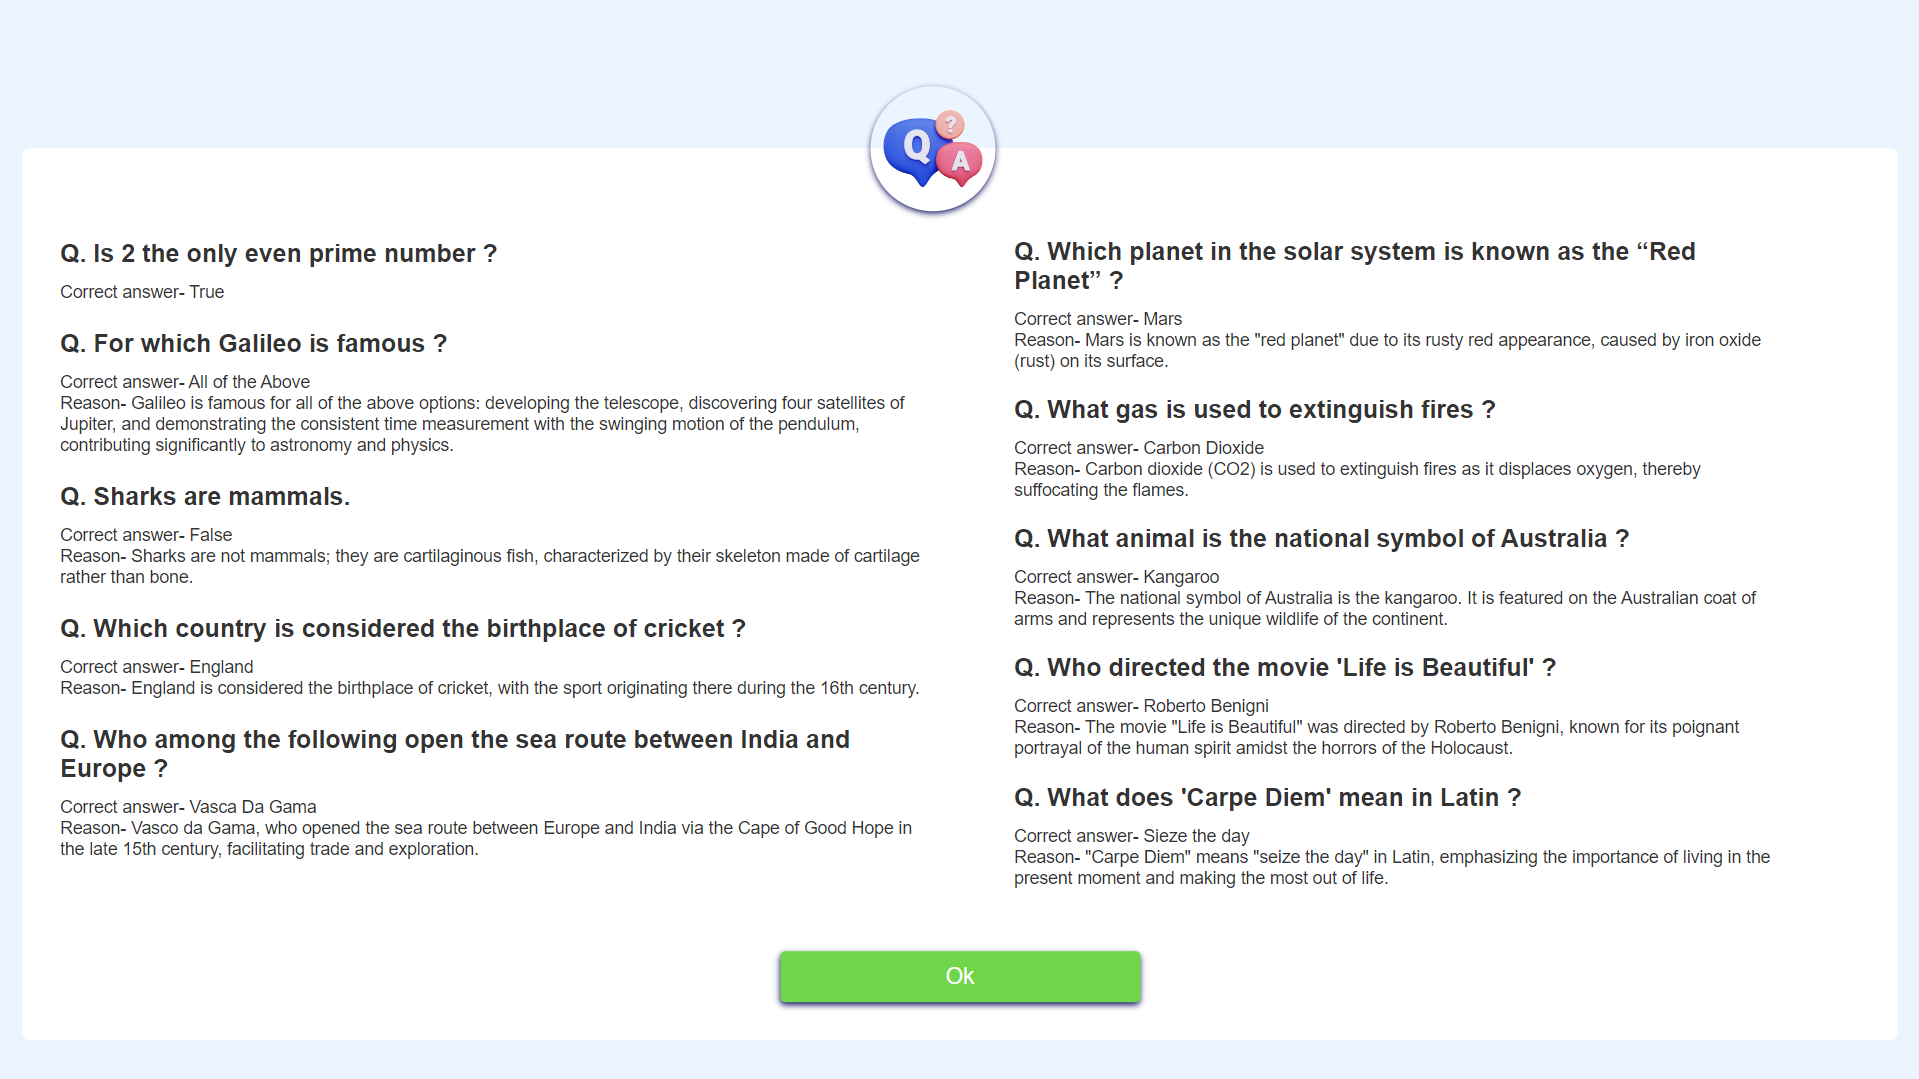 Q
?
A
Q. Is 2 the only even prime number ?
Correct answer- True
Q. For which Galileo is famous ?
Correct answer- All of the Above
Reason- Galileo is famous for all of the above options: developing the telescope, discovering four satellites of
Jupiter, and demonstrating the consistent time measurement with the swinging motion of the pendulum,
contributing significantly to astronomy and physics.
Q. Sharks are mammals.
Correct answer- False
Reason- Sharks are not mammals; they are cartilaginous fish, characterized by their skeleton made of cartilage
rather than bone.
Q. Which country is considered the birthplace of cricket ?
Correct answer- England
Reason- England is considered the birthplace of cricket, with the sport originating there during the 16th century.
Q. Who among the following open the sea route between India and
Europe ?
Correct answer- Vasca Da Gama
Reason- Vasco da Gama, who opened the sea route between Europe and India via the Cape of Good Hope in
the late 15th century, facilitating trade and exploration.
Q. Which planet in the solar system is known as the “Red
Planet” ?
Correct answer- Mars
Reason- Mars is known as the "red planet" due to its rusty red appearance, caused by iron oxide
(rust) on its surface.
Q. What gas is used to extinguish fires ?
Correct answer- Carbon Dioxide
Reason- Carbon dioxide (CO2) is used to extinguish fires as it displaces oxygen, thereby
suffocating the flames.
Q. What animal is the national symbol of Australia ?
Correct answer- Kangaroo
Reason- The national symbol of Australia is the kangaroo. It is featured on the Australian coat of
arms and represents the unique wildlife of the continent.
Q. Who directed the movie 'Life is Beautiful' ?
Correct answer- Roberto Benigni
Reason- The movie "Life is Beautiful" was directed by Roberto Benigni, known for its poignant
portrayal of the human spirit amidst the horrors of the Holocaust.
Q. What does 'Carpe Diem' mean in Latin ?
Correct answer- Sieze the day
Reason- "Carpe Diem" means "seize the day" in Latin, emphasizing the importance of living in the
present moment and making the most out of life.
Ok